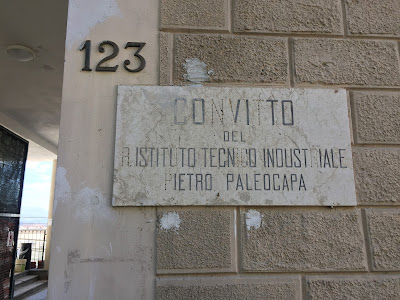 123
CONVITTO
DEL
R. ISTITUTO TECNICO INDUSTRIALE
PIETRO PALEOCAPA